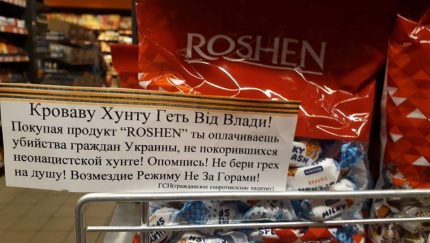 ROSHEN
Кроваву Хунту Геть Від Влади!
Покупая продукт “ROSHEN” ты оплачиваешь
убийства граждан Украины, не покорившихся
неонацистской хунте! Опомнись! Не бери грех
на душу! Возмездие Режиму Не За Горами!
ГСН(гражданское сопротивление нацизму)